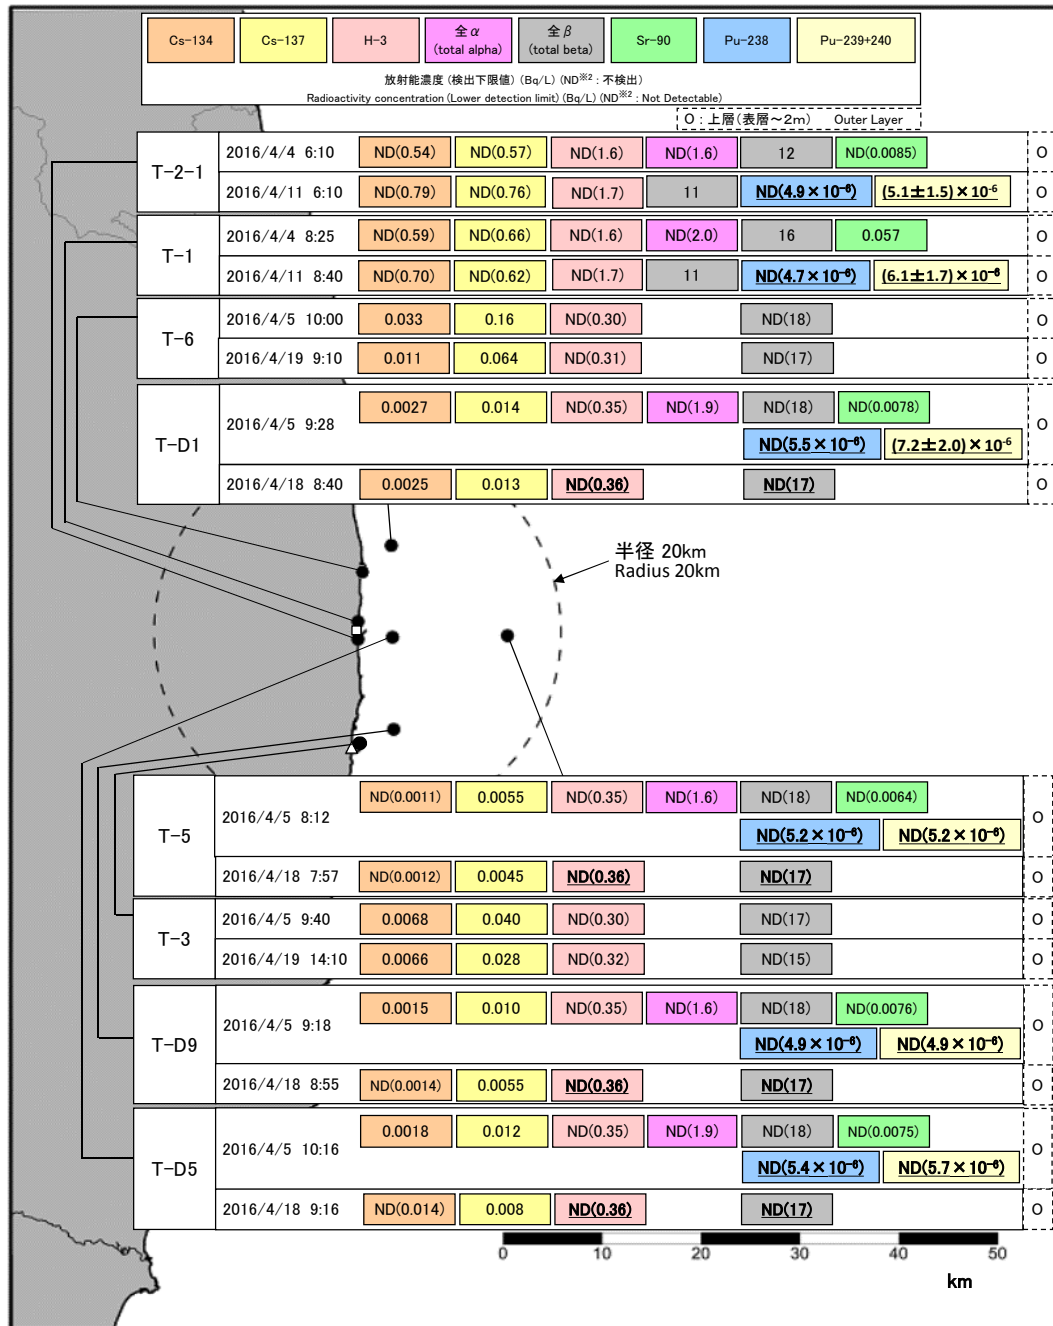 Cs-134 Cs-137 H-3 全α (total alpha) 全β (total beta) Sr-90 Pu-238 Pu-239+240
放射能濃度 (検出下限値) (Bq/L) (ND※2 : 不検出)
Radioactivity concentration (Lower detection limit) (Bq/L) (ND※2 : Not Detectable)
O : 上層(表層～2m) Outer Layer
T-2-1
2016/4/4 6:10 ND(0.54) ND(0.57) ND(1.6) ND(1.6) 12 ND(0.0085) O
2016/4/11 6:10 ND(0.79) ND(0.76) ND(1.7) 11 ND(4.9×10⁻⁶) (5.1±1.5)×10⁻⁶ O
T-1
2016/4/4 8:25 ND(0.59) ND(0.66) ND(1.6) ND(2.0) 16 0.057 O
2016/4/11 8:40 ND(0.70) ND(0.62) ND(1.7) 11 ND(4.7×10⁻⁶) (6.1±1.7)×10⁻⁶ O
T-6
2016/4/5 10:00 0.033 0.16 ND(0.30) ND(18) O
2016/4/19 9:10 0.011 0.064 ND(0.31) ND(17) O
T-D1
2016/4/5 9:28 0.0027 0.014 ND(0.35) ND(1.9) ND(18) ND(0.0078) O
ND(5.5×10⁻⁶) (7.2±2.0)×10⁻⁶
2016/4/18 8:40 0.0025 0.013 ND(0.36) ND(17) O
半径 20km
Radius 20km
T-5
2016/4/5 8:12 ND(0.0011) 0.0055 ND(0.35) ND(1.6) ND(18) ND(0.0064) O
ND(5.2×10⁻⁶) ND(5.2×10⁻⁶)
2016/4/18 7:57 ND(0.0012) 0.0045 ND(0.36) ND(17) O
T-3
2016/4/5 9:40 0.0068 0.040 ND(0.30) ND(17) O
2016/4/19 14:10 0.0066 0.028 ND(0.32) ND(15) O
T-D9
2016/4/5 9:18 0.0015 0.010 ND(0.35) ND(1.6) ND(18) ND(0.0076) O
ND(4.9×10⁻⁶) ND(4.9×10⁻⁶)
2016/4/18 8:55 ND(0.0014) 0.0055 ND(0.36) ND(17) O
T-D5
2016/4/5 10:16 0.0018 0.012 ND(0.35) ND(1.9) ND(18) ND(0.0075) O
ND(5.4×10⁻⁶) ND(5.7×10⁻⁶)
2016/4/18 9:16 ND(0.014) 0.008 ND(0.36) ND(17) O
0 10 20 30 40 50
km